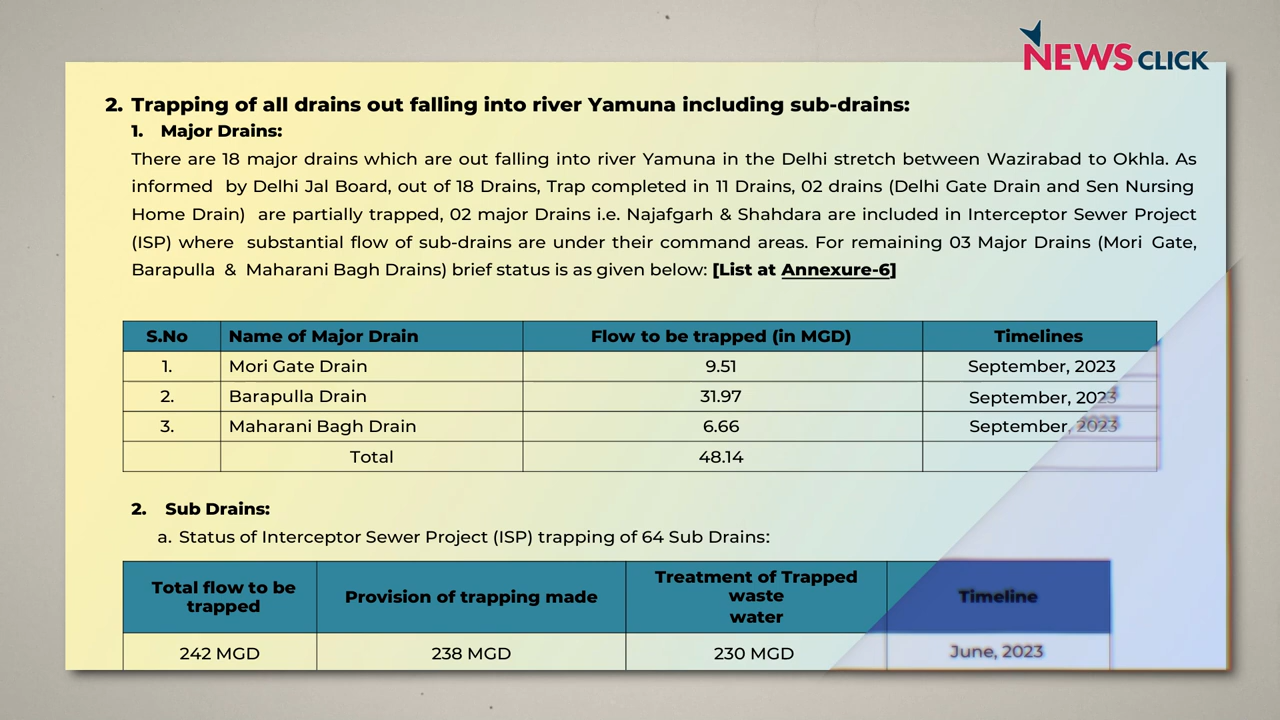 NEWSCLICK
2. Trapping of all drains out falling into river Yamuna including sub-drains:
1. Major Drains:
There are 18 major drains which are out falling into river Yamuna in the Delhi stretch between Wazirabad to Okhla. As
informed by Delhi Jal Board, out of 18 Drains, Trap completed in 11 Drains, 02 drains (Delhi Gate Drain and Sen Nursing
Home Drain) are partially trapped, 02 major Drains i.e. Najafgarh & Shahdara are included in Interceptor Sewer Project
(ISP) where substantial flow of sub-drains are under their command areas. For remaining 03 Major Drains (Mori Gate,
Barapulla & Maharani Bagh Drains) brief status is as given below: [List at Annexure-6]
S.No Name of Major Drain Flow to be trapped (in MGD) Timelines
1. Mori Gate Drain 9.51 September, 2023
2. Barapulla Drain 31.97 September, 2023
3. Maharani Bagh Drain 6.66 September, 2023
Total 48.14
2. Sub Drains:
a. Status of Interceptor Sewer Project (ISP) trapping of 64 Sub Drains:
Total flow to be
trapped
Provision of trapping made
Treatment of Trapped
waste
water
Timeline
242 MGD 238 MGD 230 MGD June, 2023